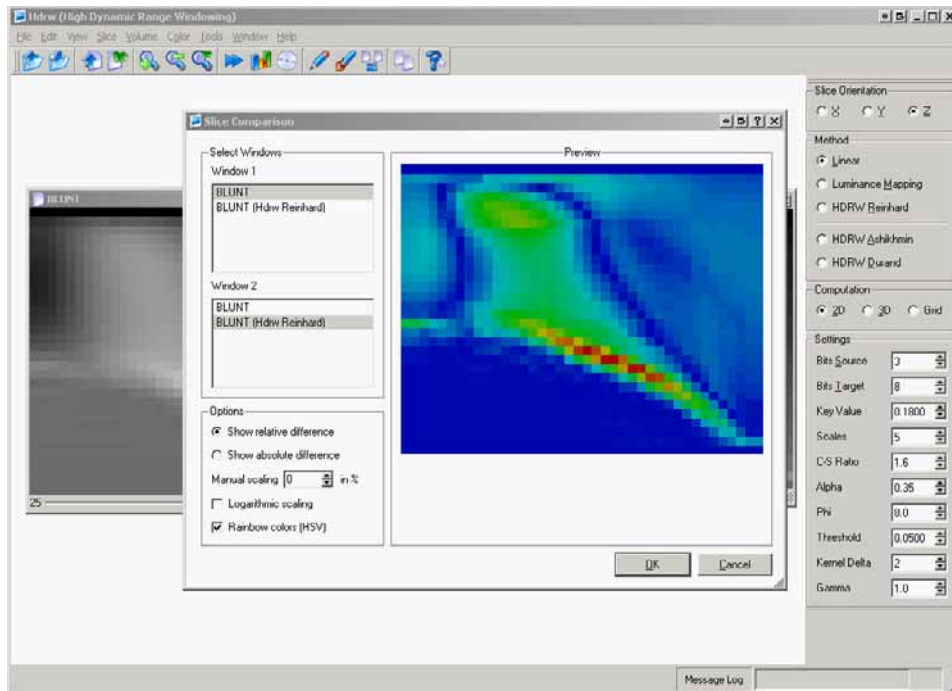 Hdrw (High Dynamic Range Windowing)
File Edit View Slice Volume Color Tools Window Help
BLUNT
25
Slice Comparison
Select Windows
Window 1
BLUNT
BLUNT (Hdrw Reinhard)
Window 2
BLUNT
BLUNT (Hdrw Reinhard)
Options
Show relative difference
Show absolute difference
Manual scaling 0 in %
Logarithmic scaling
Rainbow colors (HSV)
Preview
OK Cancel
Slice Orientation
X Y Z
Method
Linear
Luminance Mapping
HDRW Reinhard
HDRW Ashikhmin
HDRW Durand
Computation
2D 3D Grid
Settings
Bits Source 3
Bits Target 8
Key Value 0.1800
Scales 5
C-S Ratio 1.6
Alpha 0.35
Phi 8.0
Threshold 0.0500
Kernel Delta 2
Gamma 1.0
Message Log